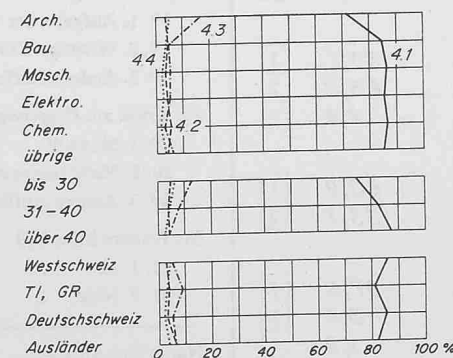 Arch.
4.3
Bau.
4.4
4.1
Masch.
Elektro.
Chem.
4.2
übrige
bis 30
31-40
über 40
Westschweiz
TI, GR
Deutschschweiz
Ausländer
0 20 40 60 80 100 %